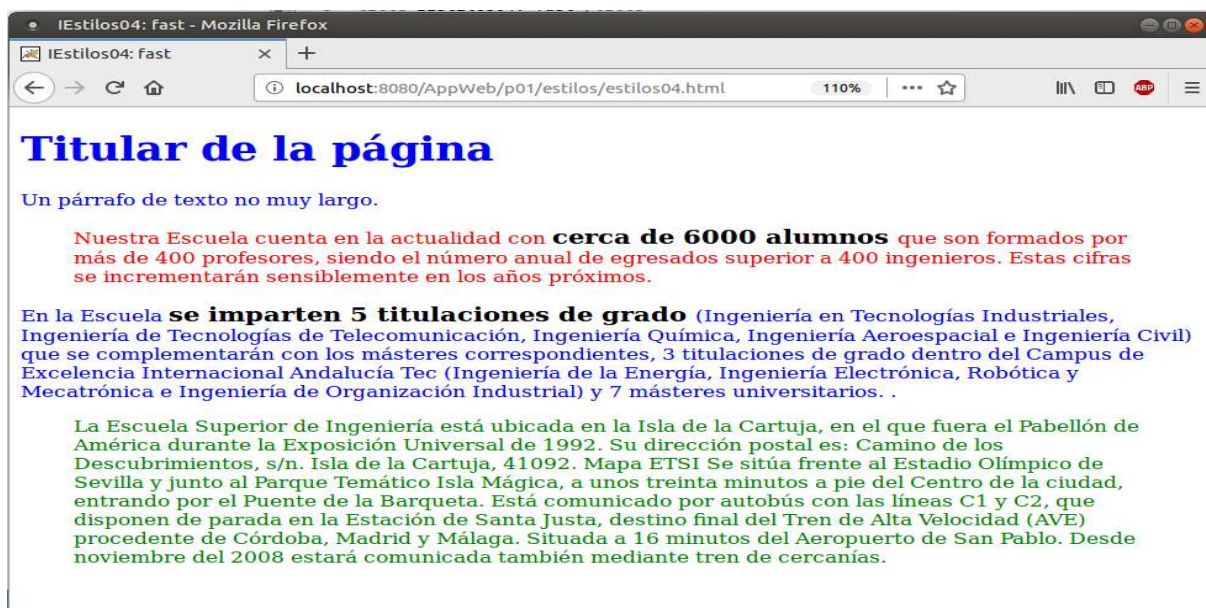 IEstilos04: fast - Mozilla Firefox
IEstilos04: fast
localhost:8080/AppWeb/p01/estilos/estilos04.html 110% ABP
Titular de la página
Un párrafo de texto no muy largo.
Nuestra Escuela cuenta en la actualidad con cerca de 6000 alumnos que son formados por
más de 400 profesores, siendo el número anual de egresados superior a 400 ingenieros. Estas cifras
se incrementarán sensiblemente en los años próximos.
En la Escuela se imparten 5 titulaciones de grado (Ingeniería en Tecnologías Industriales,
Ingeniería de Tecnologías de Telecomunicación, Ingeniería Química, Ingeniería Aeroespacial e Ingeniería Civil)
que se complementarán con los másteres correspondientes, 3 titulaciones de grado dentro del Campus de
Excelencia Internacional Andalucía Tec (Ingeniería de la Energía, Ingeniería Electrónica, Robótica y
Mecatrónica e Ingeniería de Organización Industrial) y 7 másteres universitarios. .
La Escuela Superior de Ingeniería está ubicada en la Isla de la Cartuja, en el que fuera el Pabellón de
América durante la Exposición Universal de 1992. Su dirección postal es: Camino de los
Descubrimientos, s/n. Isla de la Cartuja, 41092. Mapa ETSI Se sitúa frente al Estadio Olímpico de
Sevilla y junto al Parque Temático Isla Mágica, a unos treinta minutos a pie del Centro de la ciudad,
entrando por el Puente de la Barqueta. Está comunicado por autobús con las líneas C1 y C2, que
disponen de parada en la Estación de Santa Justa, destino final del Tren de Alta Velocidad (AVE)
procedente de Córdoba, Madrid y Málaga. Situada a 16 minutos del Aeropuerto de San Pablo. Desde
noviembre del 2008 estará comunicada también mediante tren de cercanías.